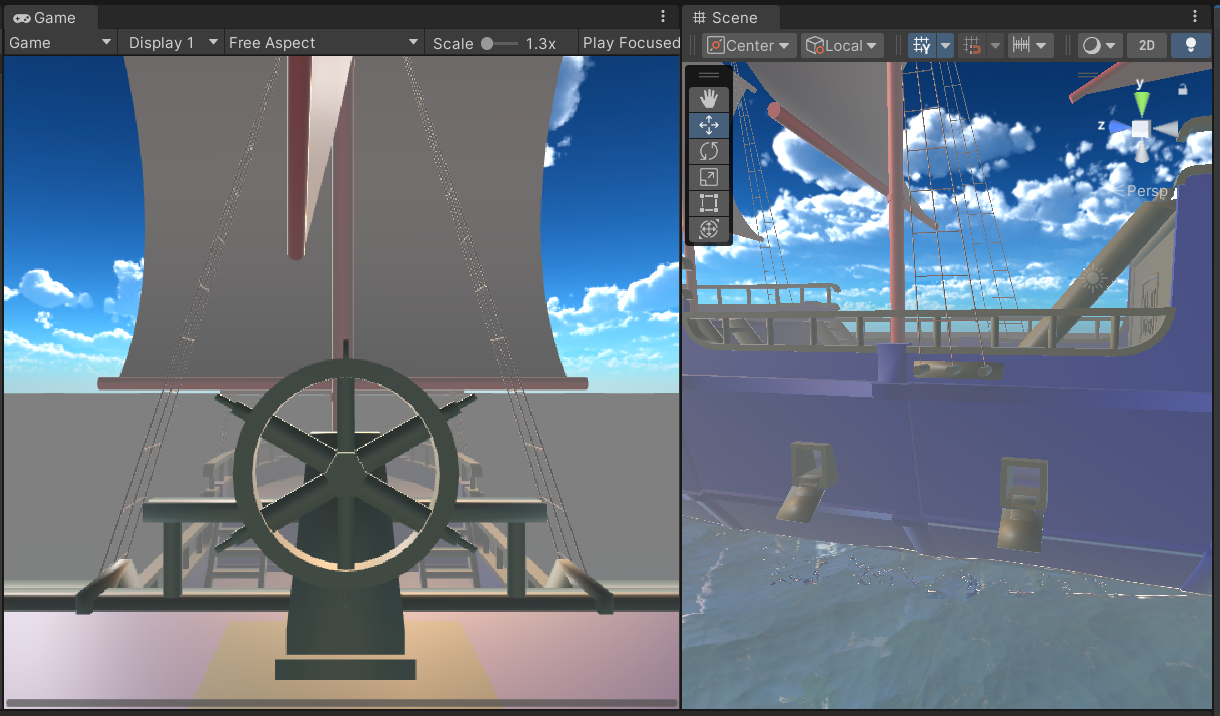 Game
Scene
Game Display 1 Free Aspect Scale 1.3x Play Focused
Center Local 2D
y
z
Persp